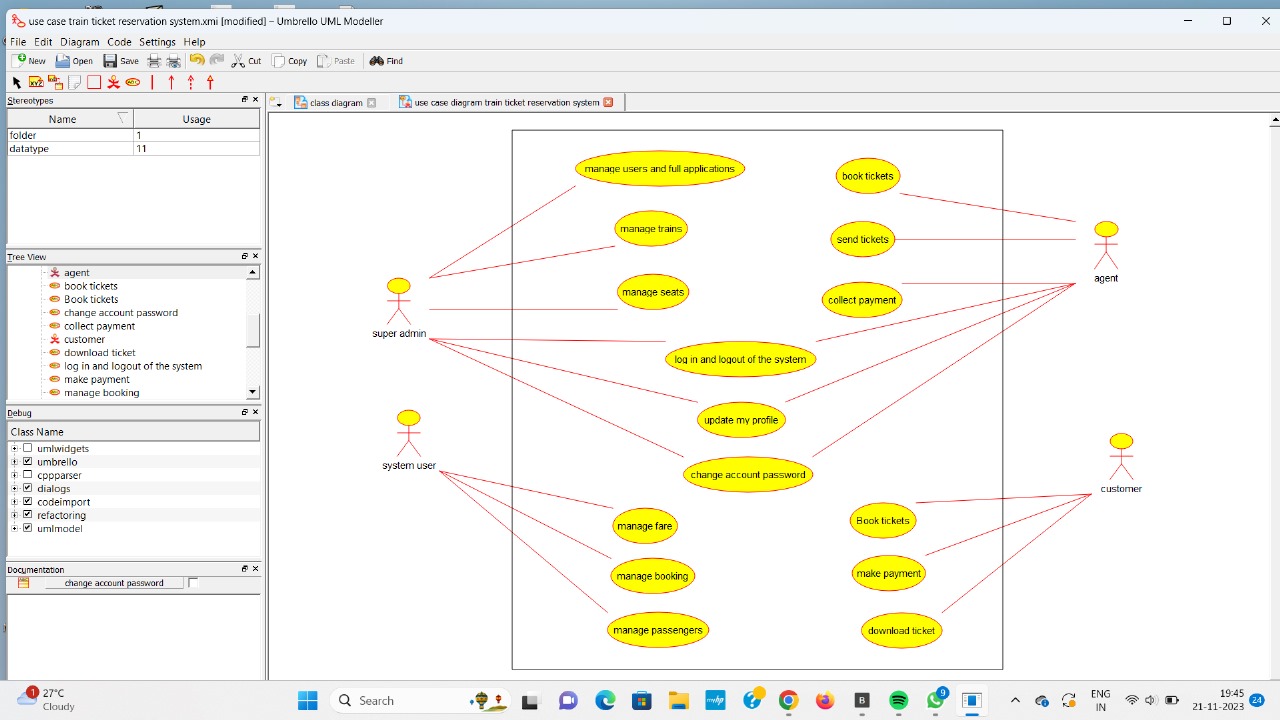 use case train ticket reservation system.xmi [modified] – Umbrello UML Modeller
File Edit Diagram Code Settings Help
New Open Save Cut Copy Paste Find
Stereotypes
Name Usage
folder 1
datatype 11
Tree View
agent
book tickets
Book tickets
change account password
collect payment
customer
download ticket
log in and logout of the system
make payment
manage booking
Debug
Class Name
umlwidgets
umbrello
cppparser
dialogs
codeimport
refactoring
umlmodel
Documentation
change account password
class diagram use case diagram train ticket reservation system
manage users and full applications
book tickets
manage trains
send tickets
agent
manage seats
collect payment
super admin
log in and logout of the system
update my profile
system user
change account password
customer
manage fare
Book tickets
manage booking
make payment
manage passengers
download ticket
1
27°C
Cloudy
Search
myhp
B
9
ENG
IN
19:45
21-11-2023
24